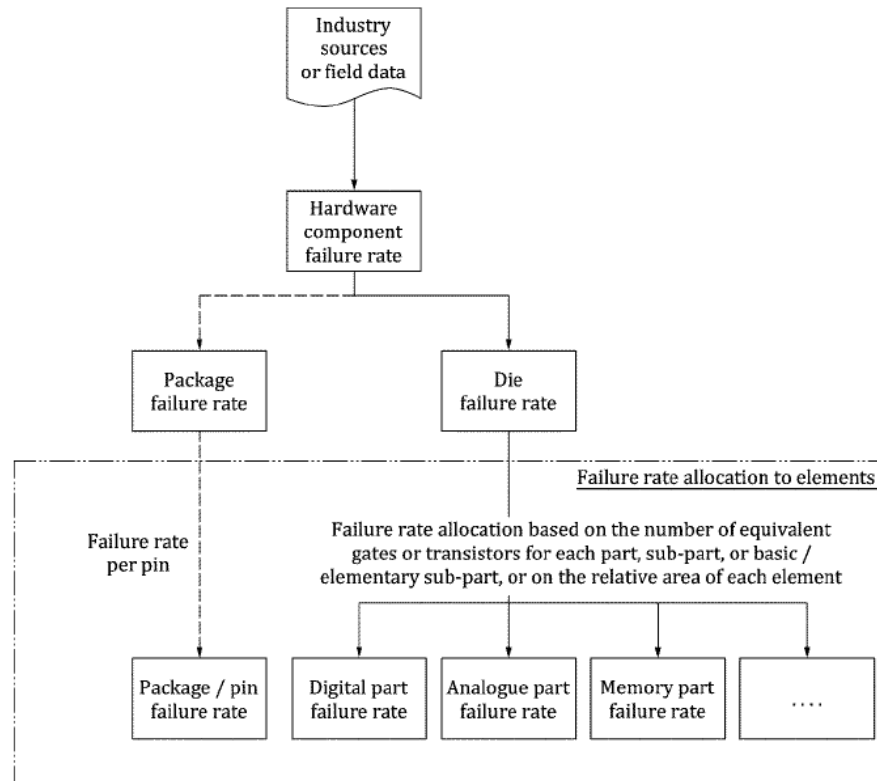 Industry
sources
or field data
Hardware
component
failure rate
Package
failure rate
Die
failure rate
Failure rate allocation to elements
Failure rate
per pin
Failure rate allocation based on the number of equivalent
gates or transistors for each part, sub-part, or basic /
elementary sub-part, or on the relative area of each element
Package / pin
failure rate
Digital part
failure rate
Analogue part
failure rate
Memory part
failure rate
....